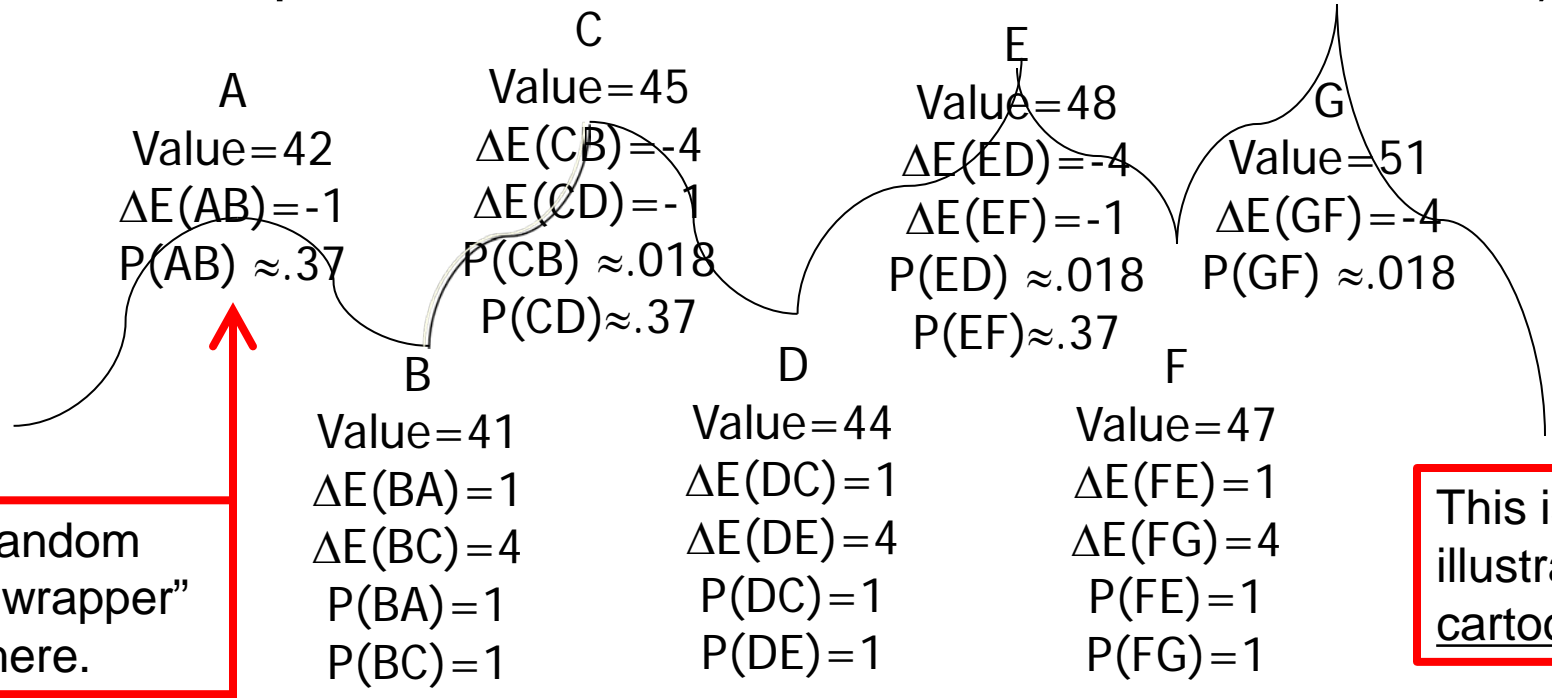 A
Value=42
ΔE(AB)=-1
P(AB) ≈.37
C
Value=45
ΔE(CB)=-4
ΔE(CD)=-1
P(CB) ≈.018
P(CD)≈.37
E
Value=48
ΔE(ED)=-4
ΔE(EF)=-1
P(ED) ≈.018
P(EF)≈.37
G
Value=51
ΔE(GF)=-4
P(GF) ≈.018
B
Value=41
ΔE(BA)=1
ΔE(BC)=4
P(BA)=1
P(BC)=1
D
Value=44
ΔE(DC)=1
ΔE(DE)=4
P(DC)=1
P(DE)=1
F
Value=47
ΔE(FE)=1
ΔE(FG)=4
P(FE)=1
P(FG)=1
andom
wrapper”
here.
This i
illustra
cartoo